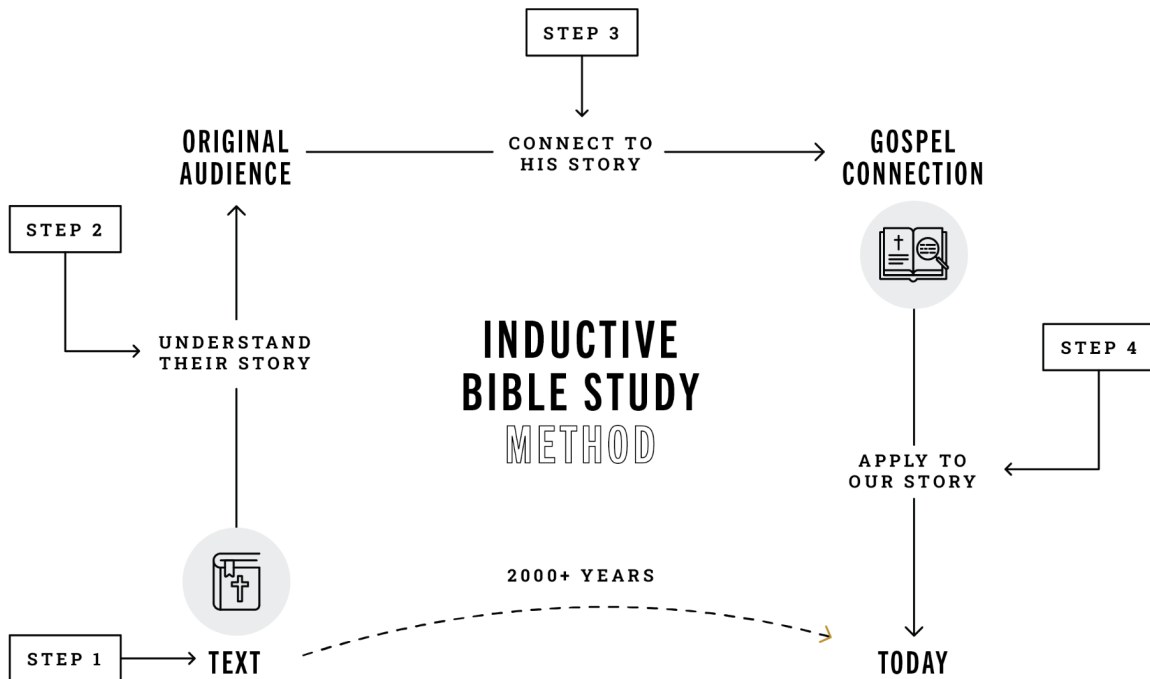 STEP 3
ORIGINAL
AUDIENCE
CONNECT TO
HIS STORY
GOSPEL
CONNECTION
STEP 2
UNDERSTAND
THEIR STORY
INDUCTIVE
BIBLE STUDY
METHOD
STEP 4
APPLY TO
OUR STORY
2000+ YEARS
STEP 1
TEXT
TODAY